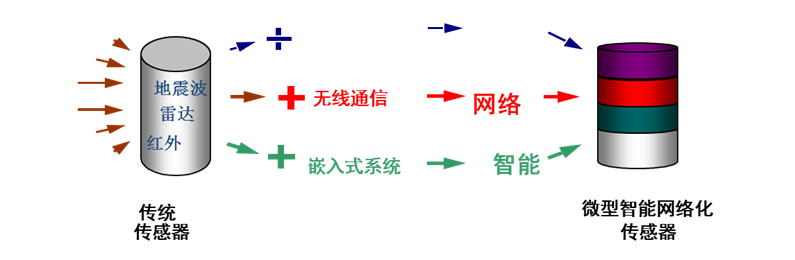 ÷
地震波
雷达
红外
+ 无线通信
网络
+ 嵌入式系统
智能
传统
传感器
微型智能网络化
传感器